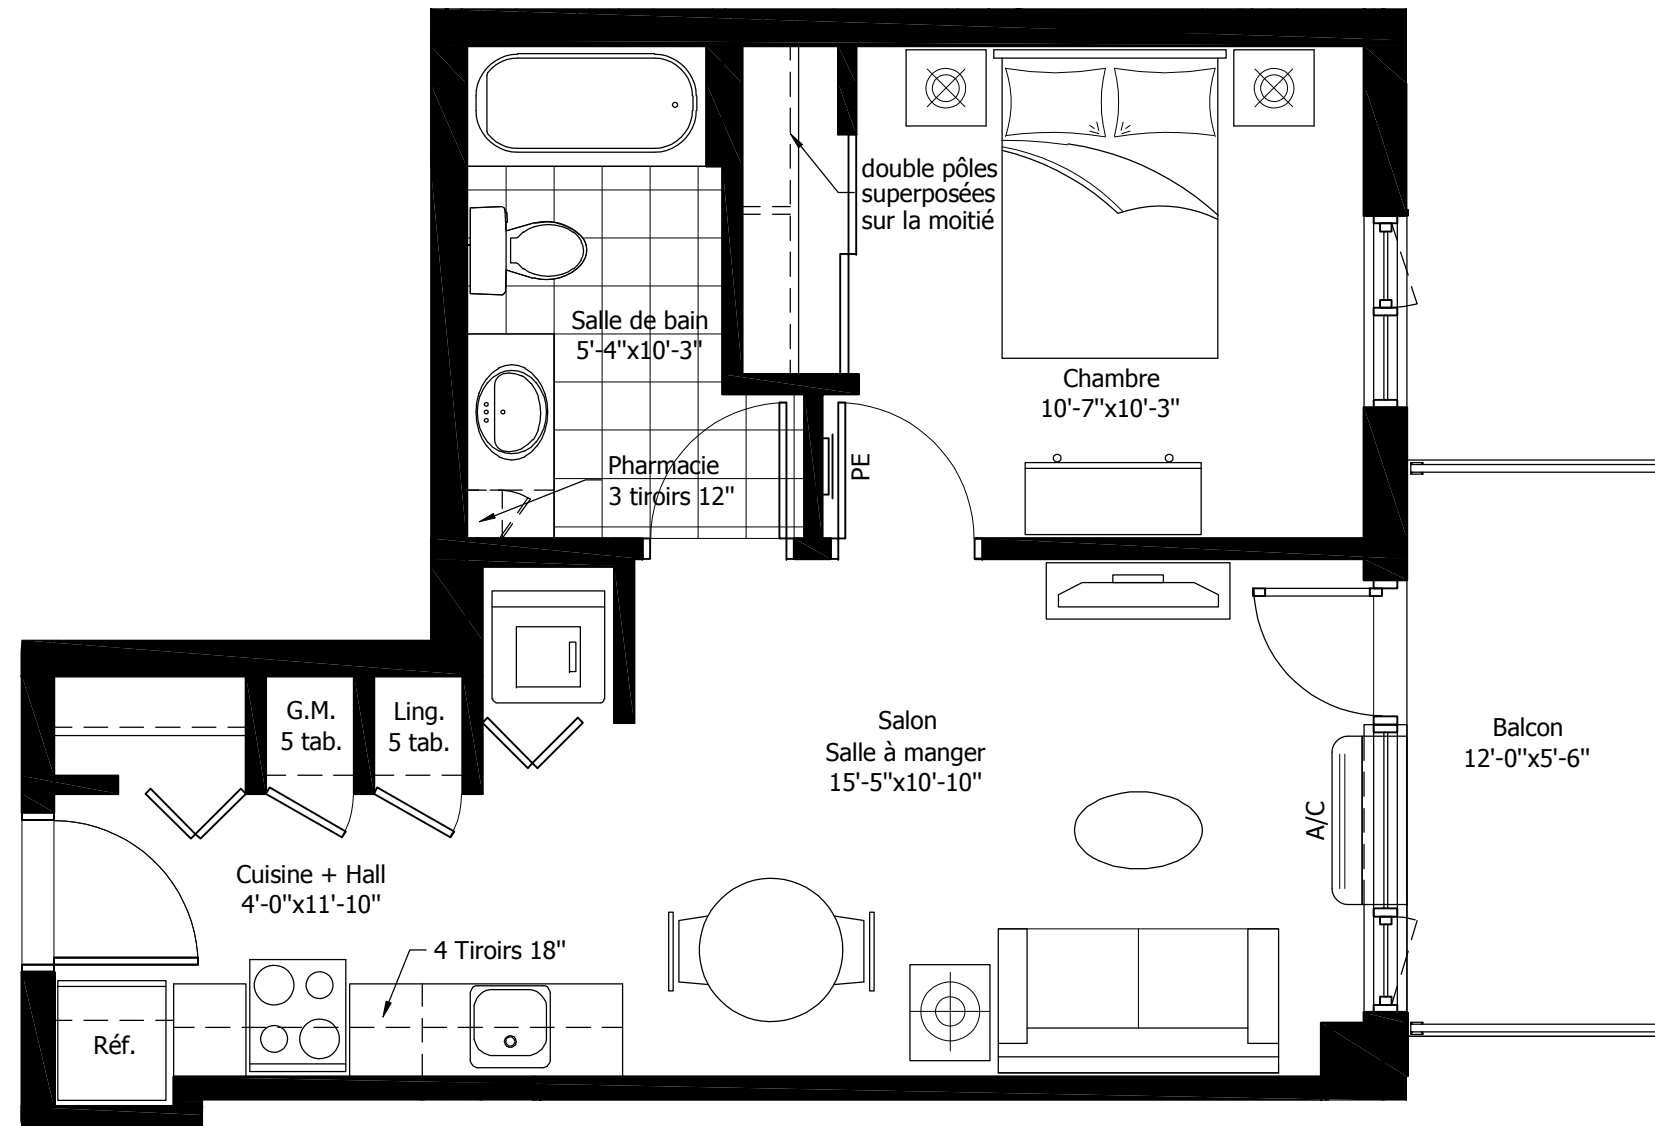 double pôles
superposées
sur la moitié
Salle de bain
5'-4"x10'-3"
Chambre
10'-7"x10'-3"
Pharmacie
3 tiroirs 12"
PE
G.M.
5 tab.
Ling.
5 tab.
Salon
Salle à manger
15'-5"x10'-10"
Balcon
12'-0"x5'-6"
A/C
Cuisine + Hall
4'-0"x11'-10"
4 Tiroirs 18"
Réf.